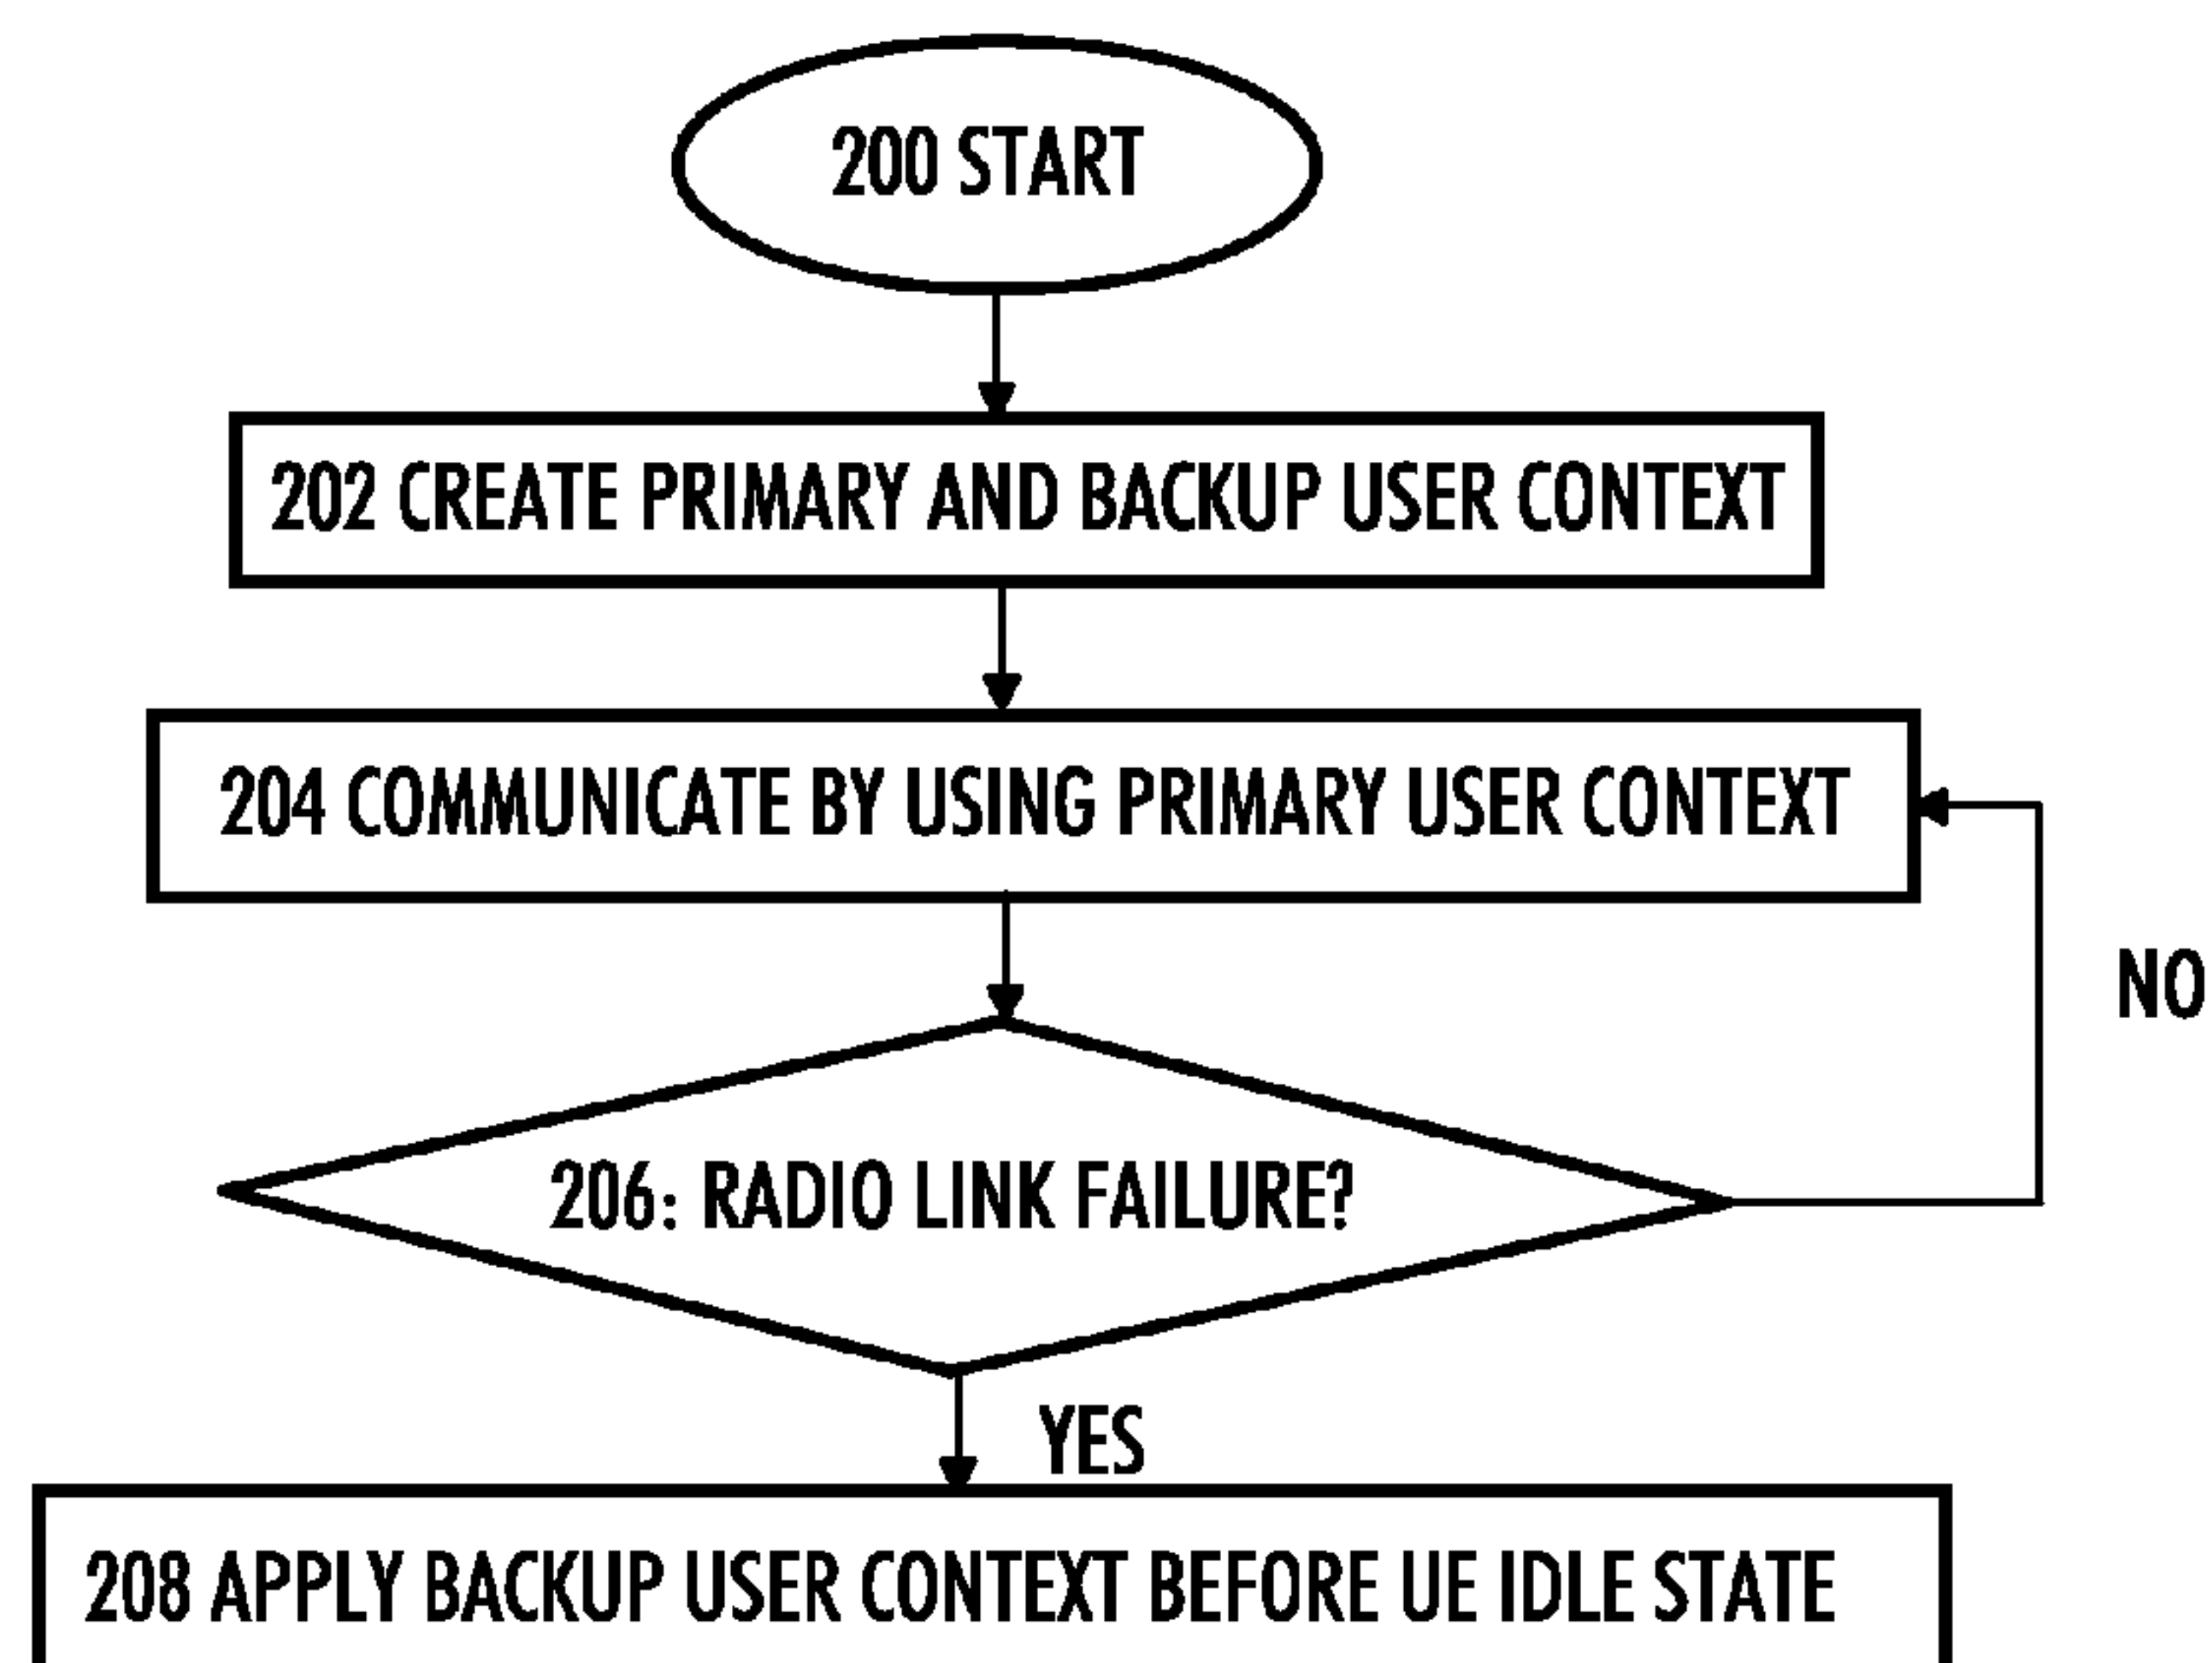 200 START
202 CREATE PRIMARY AND BACKUP USER CONTEXT
204 COMMUNICATE BY USING PRIMARY USER CONTEXT
NO
206: RADIO LINK FAILURE?
YES
208 APPLY BACKUP USER CONTEXT BEFORE UE IDLE STATE